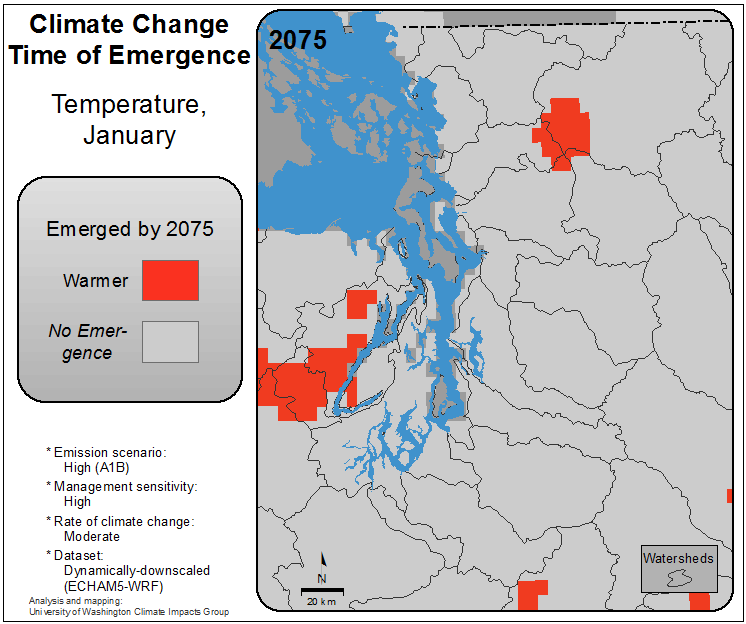 Climate Change
Time of Emergence
Temperature,
January
Emerged by 2075
Warmer
No Emer-
gence
* Emission scenario:
High (A1B)
* Management sensitivity:
High
* Rate of climate change:
Moderate
* Dataset:
Dynamically-downscaled
(ECHAM5-WRF)
Analysis and mapping:
University of Washington Climate Impacts Group
2075
N
20 km
Watersheds